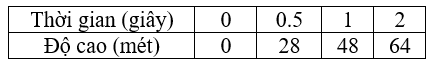 Thời gian (giây) 0 0.5 1 2
Độ cao (mét) 0 28 48 64